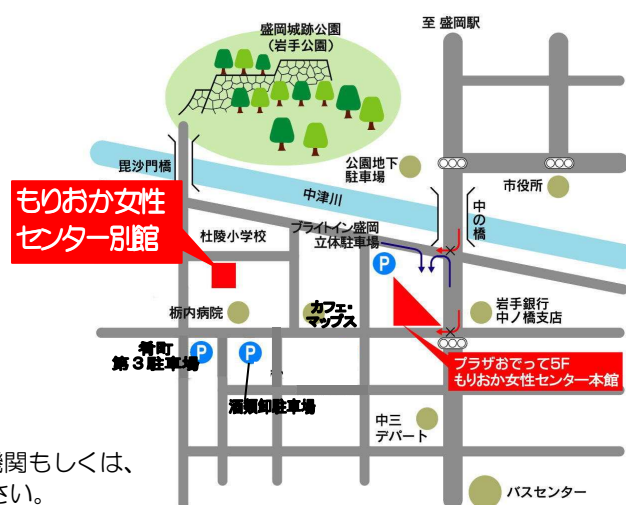 盛岡城跡公園
（岩手公園）
至 盛岡駅
毘沙門橋
公園地下
駐車場
市役所
中津川
中の橋
もりおか女性
センター別館
杜陵小学校
ブライトイン盛岡
立体駐車場
P
栃内病院
カフェ・
マップス
岩手銀行
中ノ橋支店
肴町
第３駐車場
P
P
酒類卸駐車場
プラザおでって5F
もりおか女性センター本館
中三
デパート
機関もしくは、
さい。
バスセンター